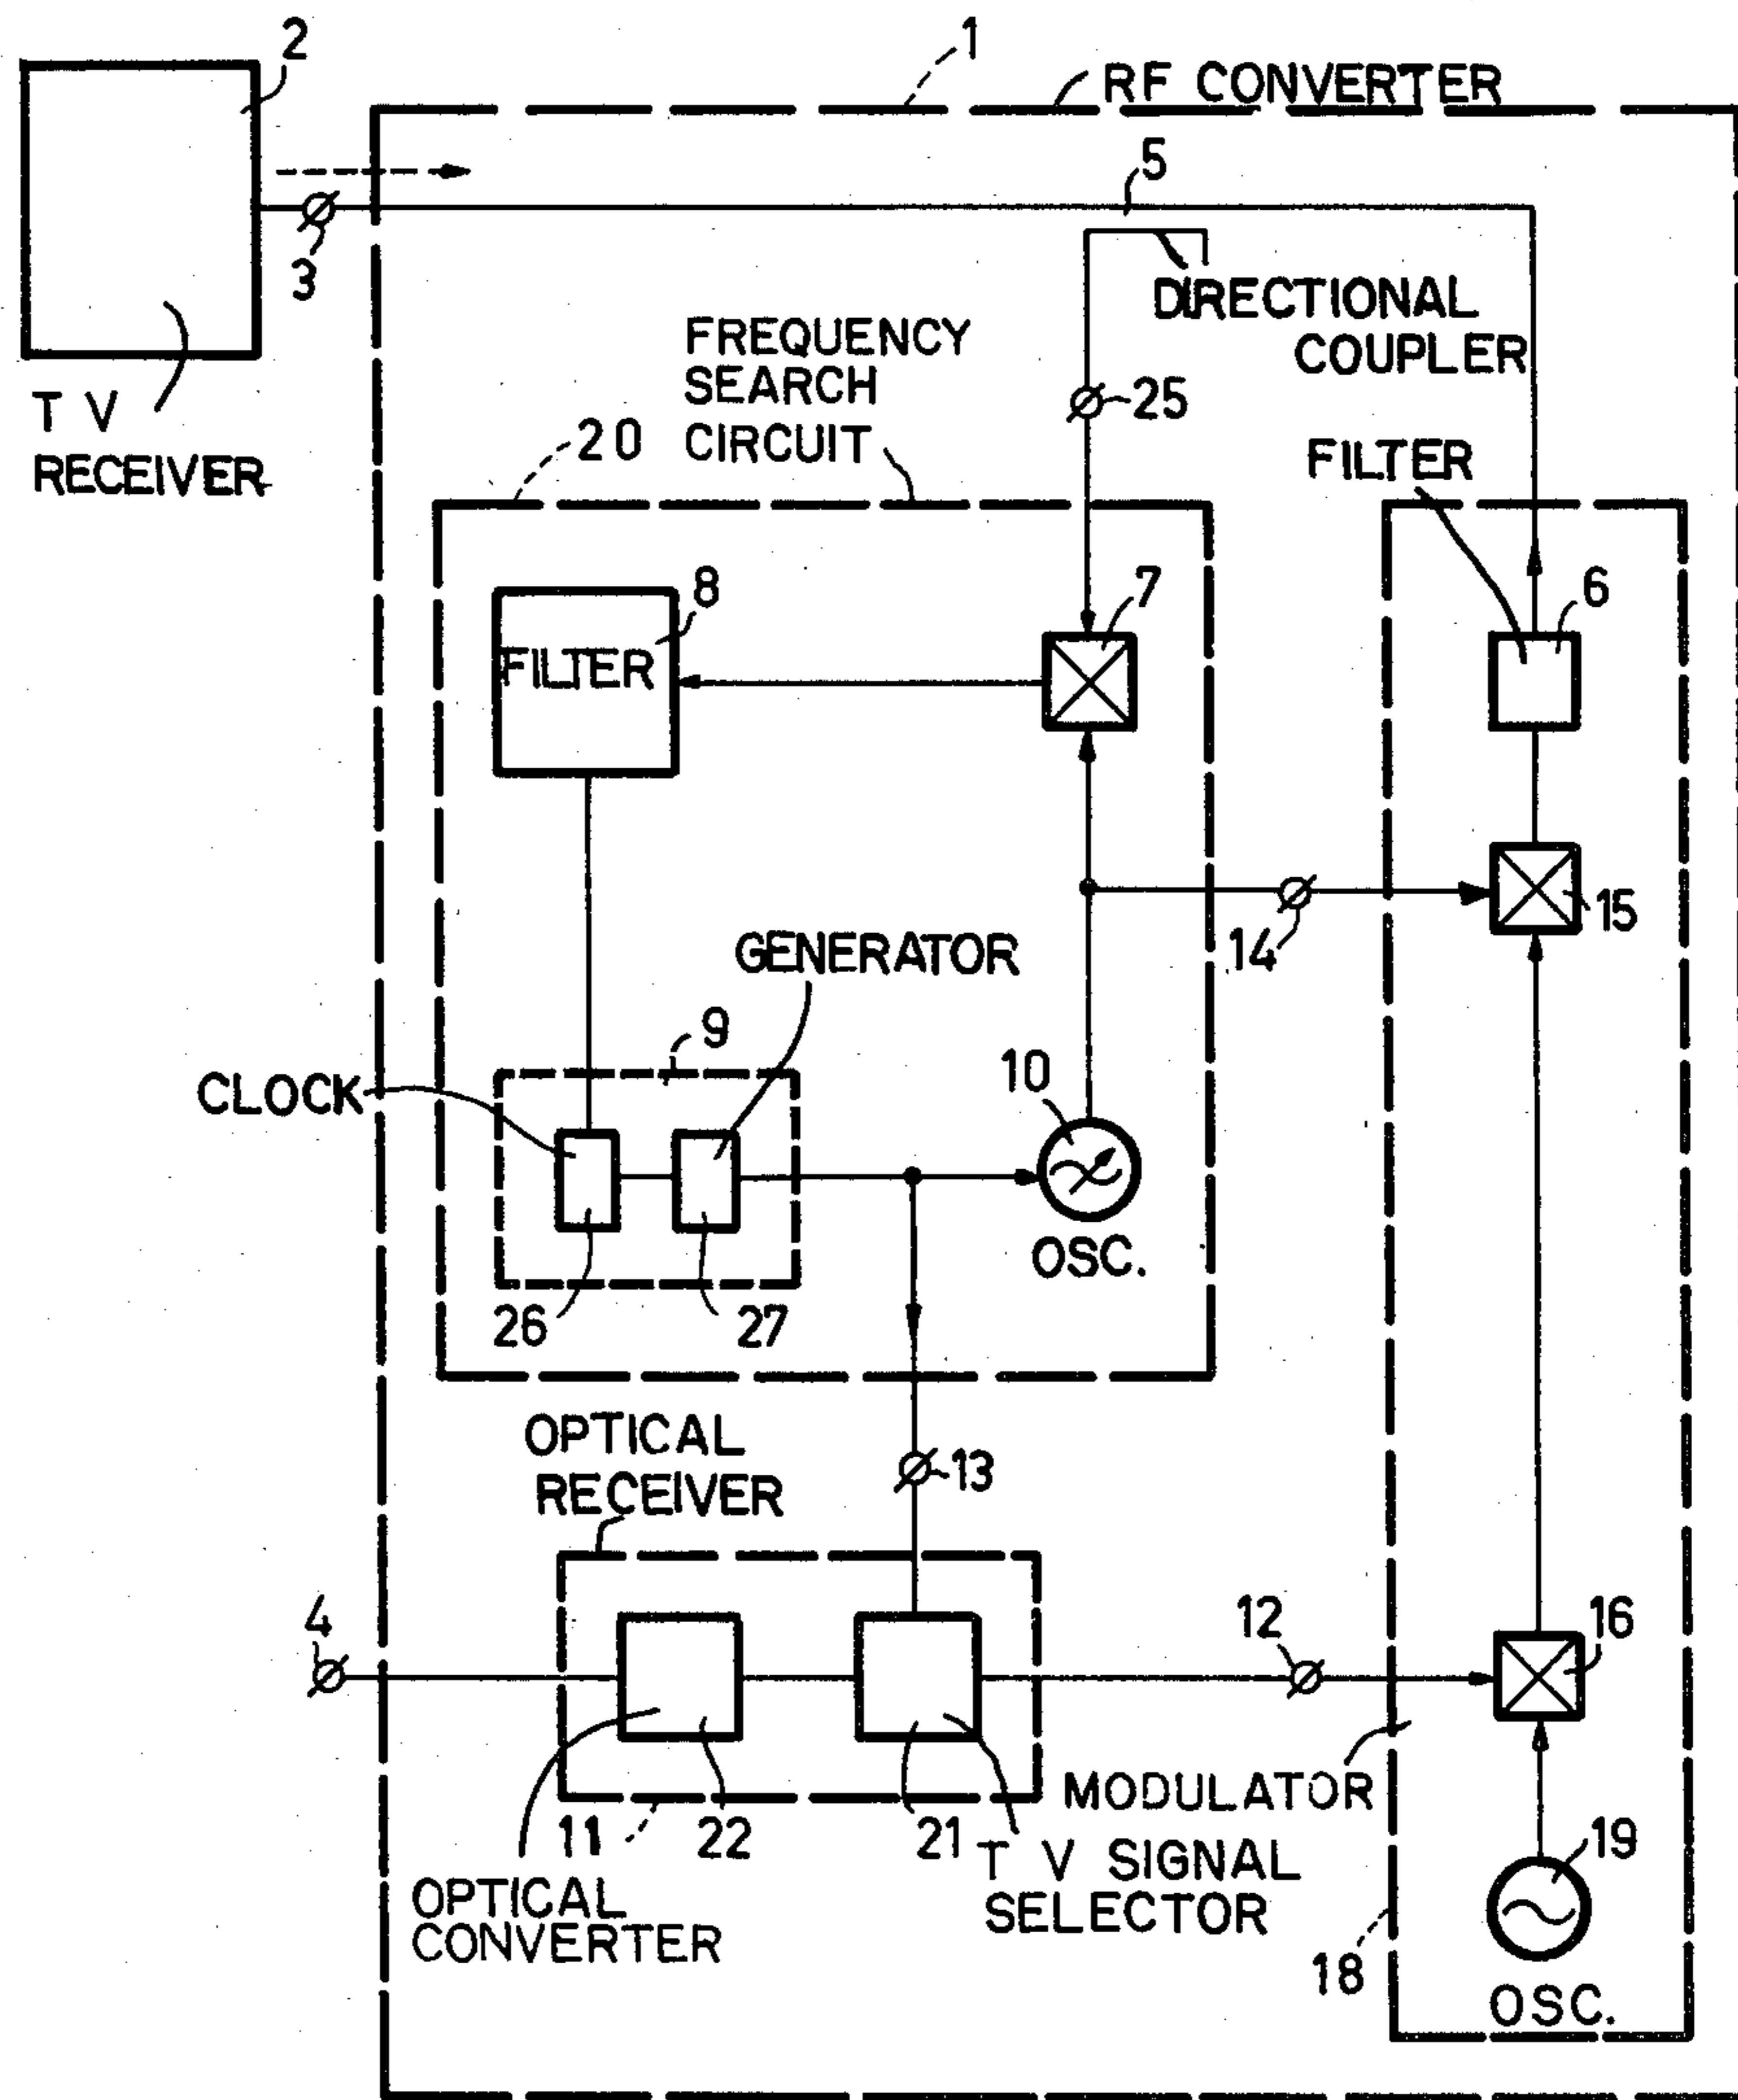 2
1
RF CONVERTER
5
3
DIRECTIONAL
COUPLER
FREQUENCY
SEARCH
CIRCUIT
25
T V
RECEIVER
20
FILTER
8
7
6
FILTER
15
14
GENERATOR
9
10
CLOCK
OSC.
26
27
OPTICAL
RECEIVER
13
4
12
16
MODULATOR
11
22
21
T V SIGNAL
SELECTOR
19
OPTICAL
CONVERTER
18
OSC.